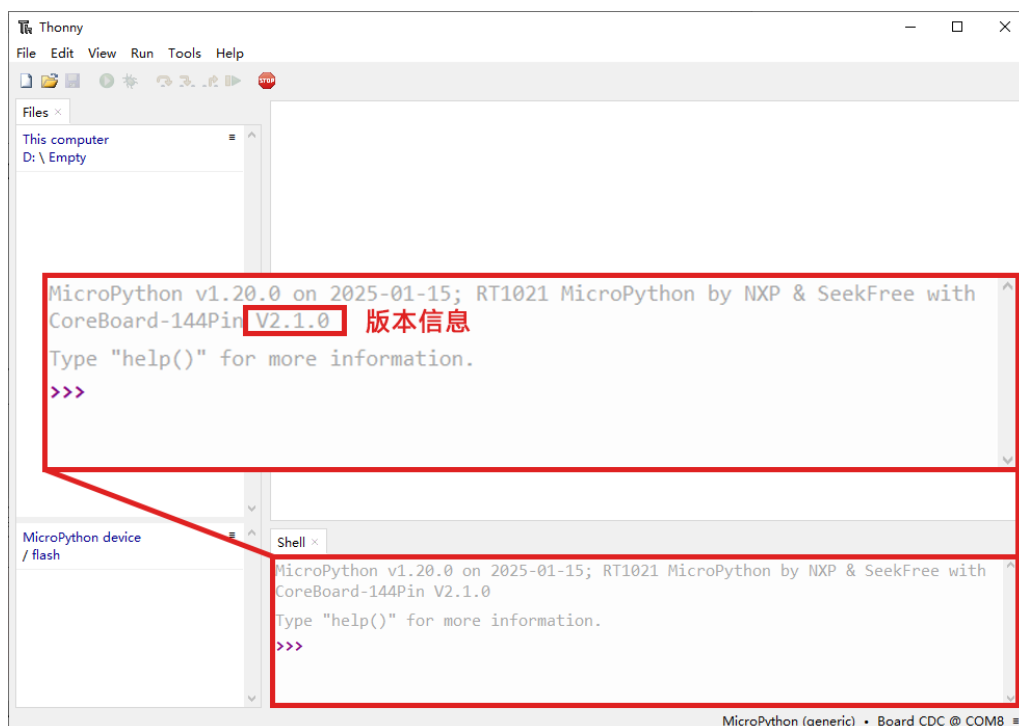 Thonny
File Edit View Run Tools Help
STOP
Files
This computer
D: \ Empty
MicroPython v1.20.0 on 2025-01-15; RT1021 MicroPython by NXP & SeekFree with
CoreBoard-144Pin V2.1.0 版本信息
Type "help()" for more information.
>>>
MicroPython device
/ flash
Shell
MicroPython v1.20.0 on 2025-01-15; RT1021 MicroPython by NXP & SeekFree with
CoreBoard-144Pin V2.1.0
Type "help()" for more information.
>>>
MicroPython (generic) • Board CDC @ COM8